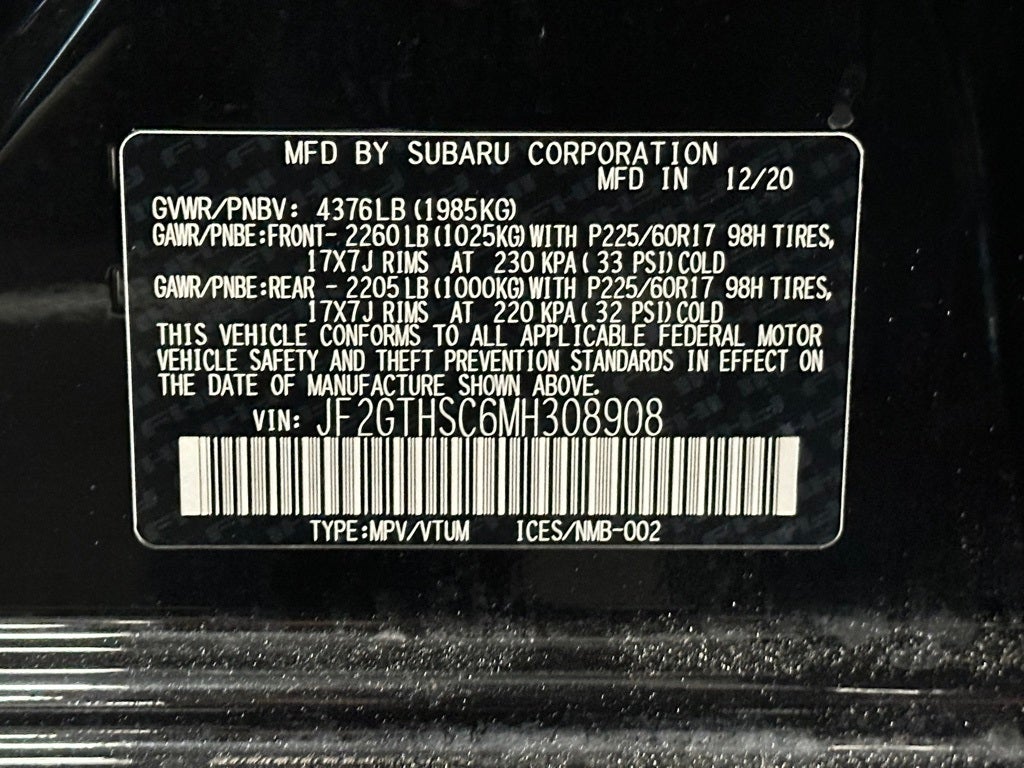 MFD BY SUBARU CORPORATION
MFD IN 12/20
GVWR/PNBV: 4376LB(1985KG)
GAWR/PNBE:FRONT- 2260LB(1025KG)WITH P225/60R17 98H TIRES,
17X7J RIMS AT 230 KPA(33 PSI)COLD
GAWR/PNBE:REAR - 2205LB(1000KG)WITH P225/60R17 98H TIRES,
17X7J RIMS AT 220 KPA(32 PSI)COLD
THIS VEHICLE CONFORMS TO ALL APPLICABLE FEDERAL MOTOR
VEHICLE SAFETY AND THEFT PREVENTION STANDARDS IN EFFECT ON
THE DATE OF MANUFACTURE SHOWN ABOVE.
VIN: JF2GTHSC6MH308908
TYPE:MPV/VTUM ICES/NMB-002